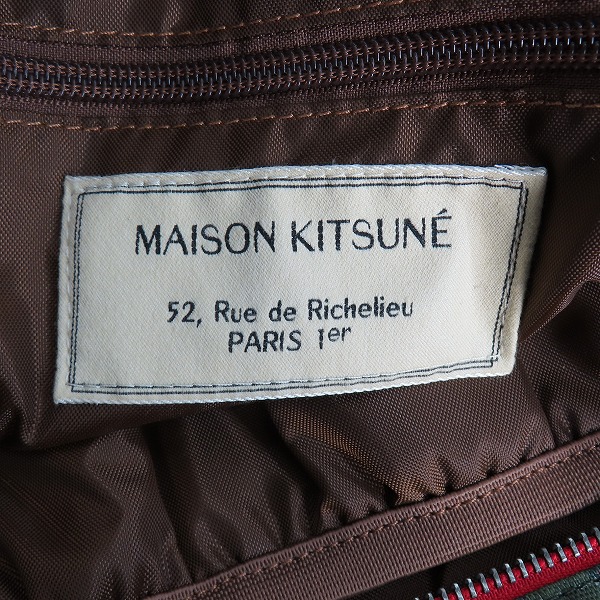 MAISON KITSUNÉ
52, Rue de Richelieu
PARIS 1er